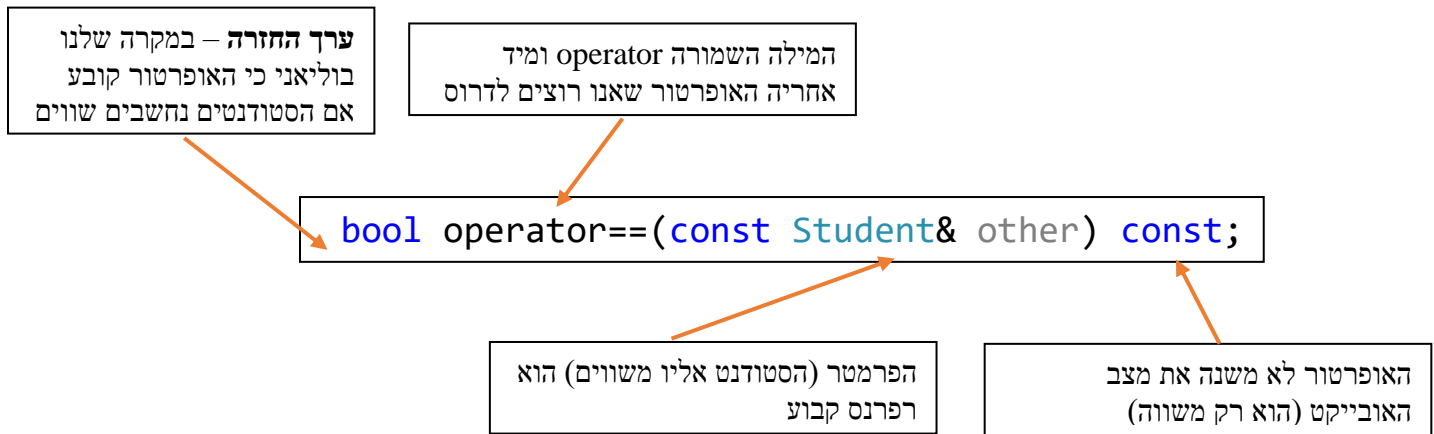 ערך החזרה – במקרה שלנו
בוליאני כי האופרטור קובע
אם הסטודנטים נחשבים שווים
המילה השמורה operator ומיד
אחריה האופרטור שאנו רוצים לדרוס
bool operator==(const Student& other) const;
הפרמטר (הסטודנט אליו משווים) הוא
רפרנס קבוע
האופרטור לא משנה את מצב
האובייקט (הוא רק משווה)